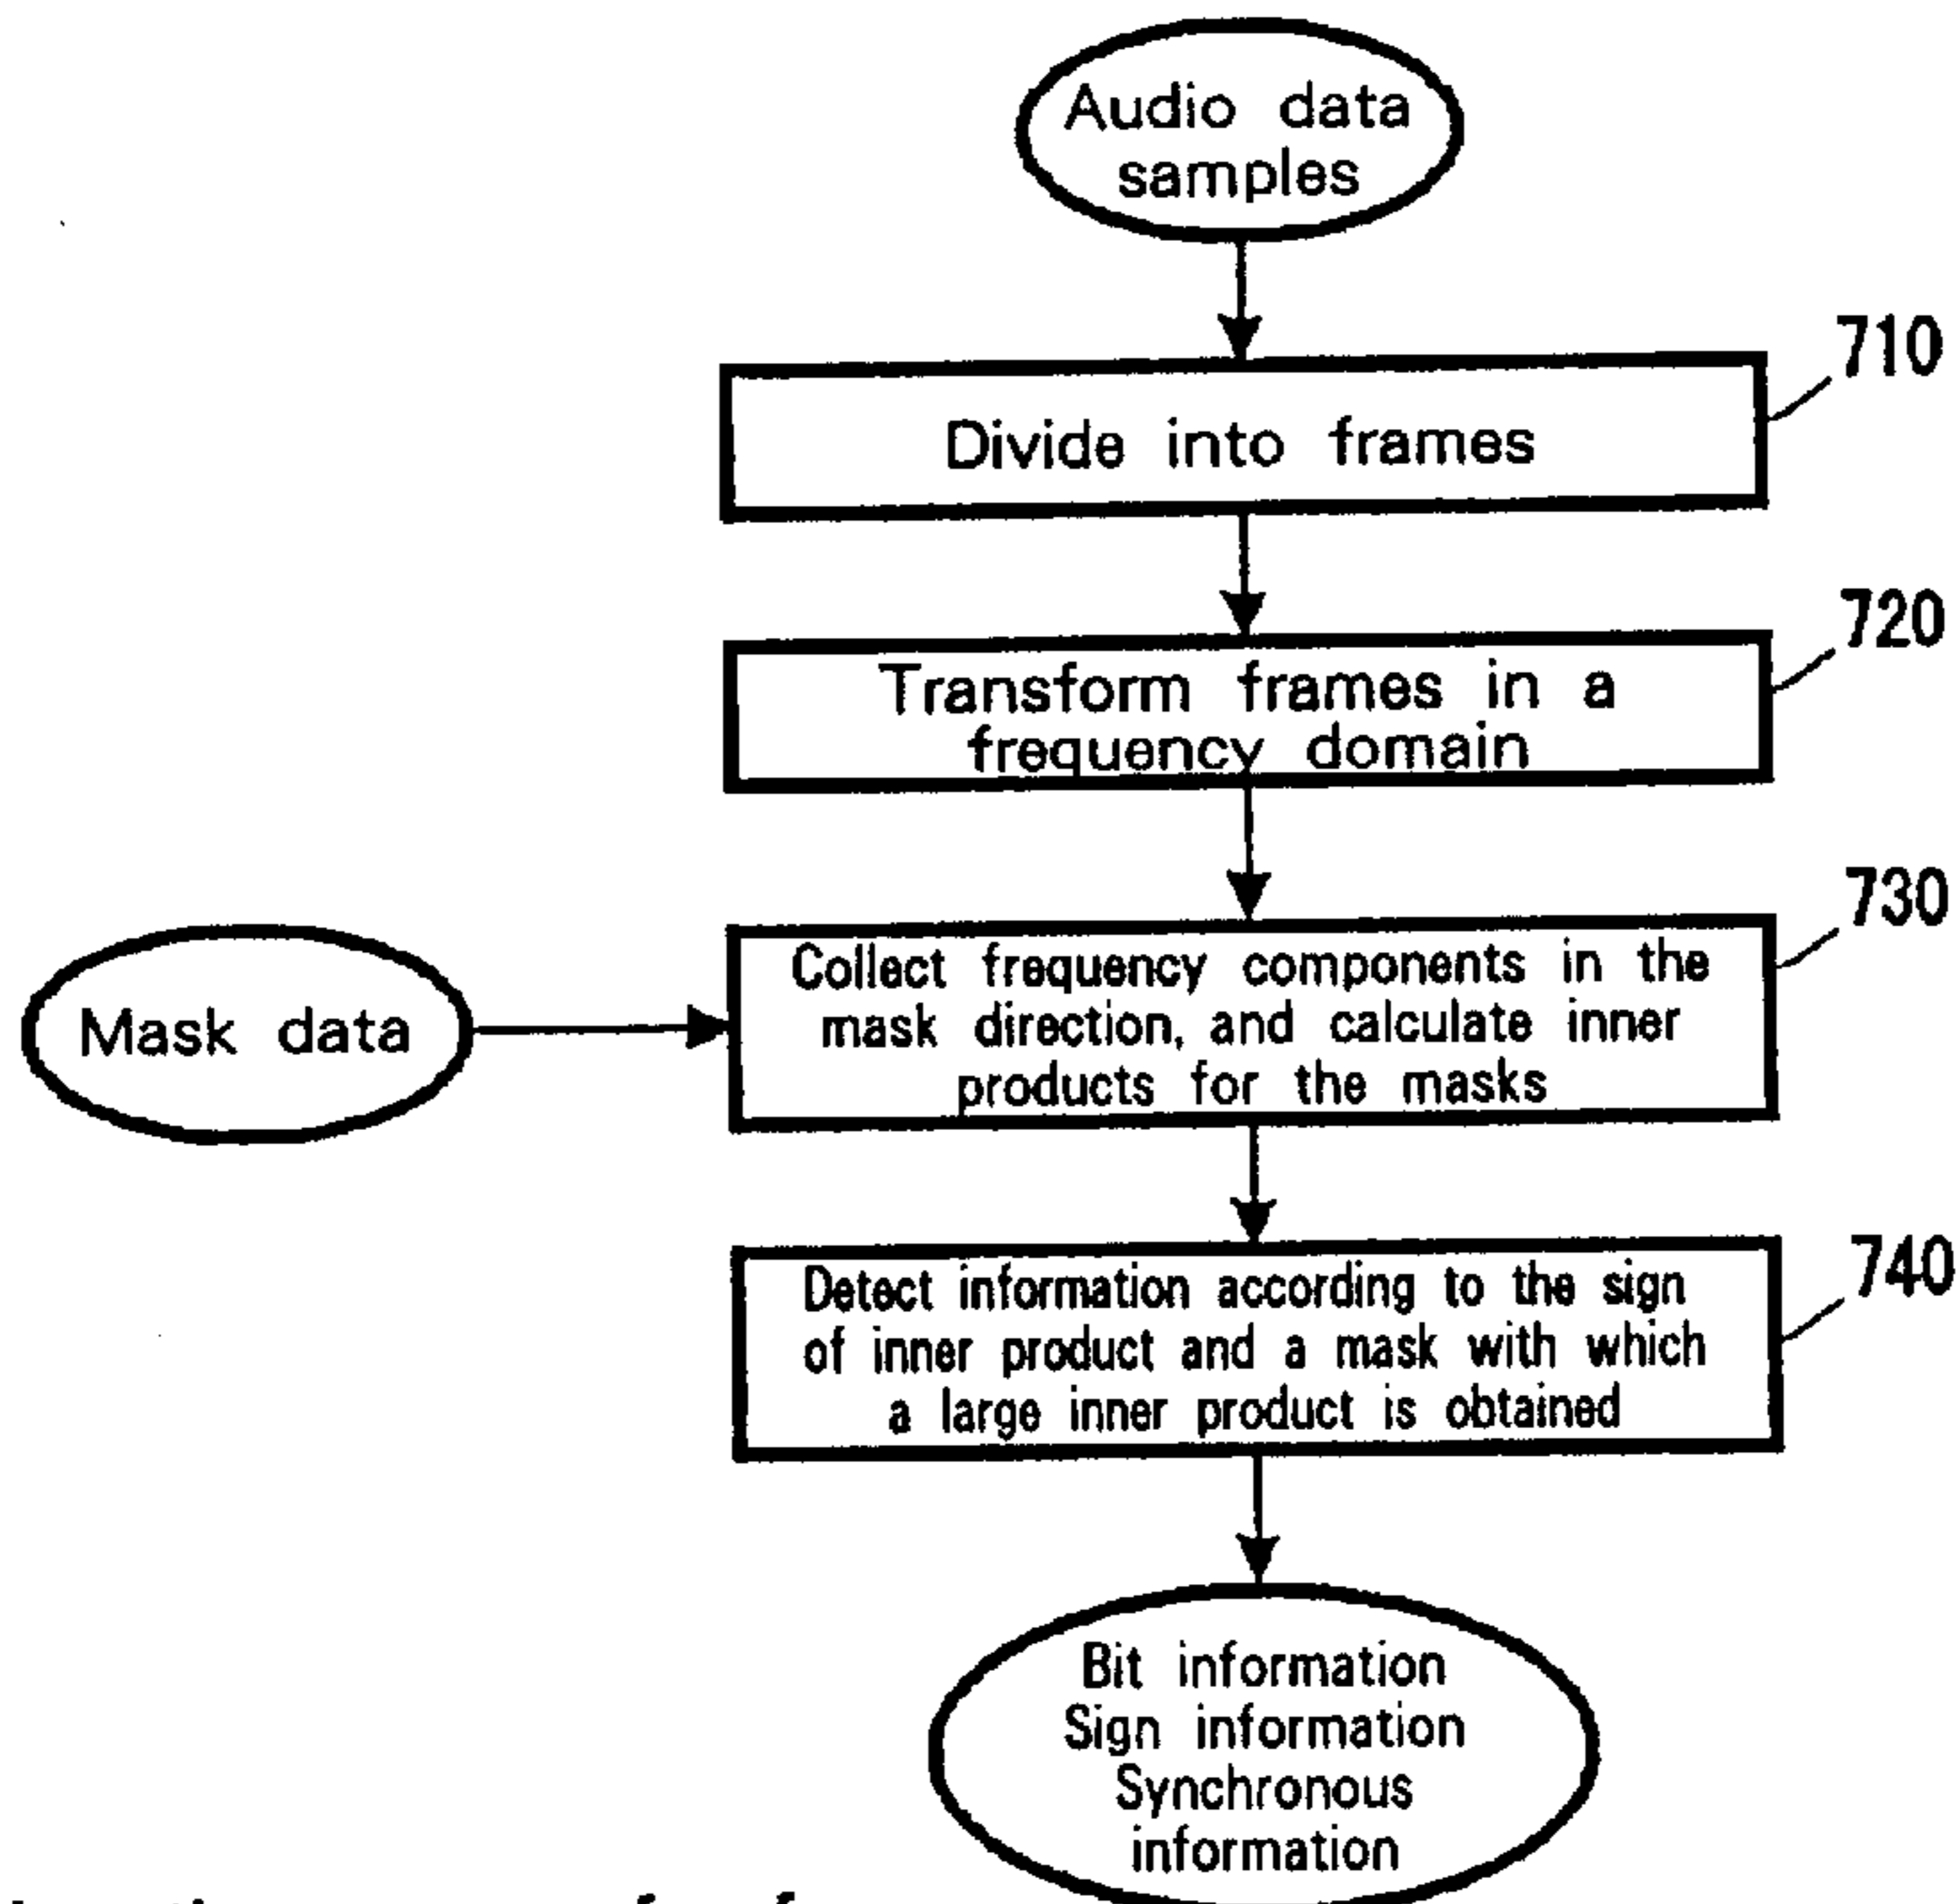 Audio data
samples
710
Divide into frames
720
Transform frames in a
frequency domain
730
Collect frequency components in the
mask direction, and calculate inner
products for the masks
Mask data
740
Detect information according to the sign
of inner product and a mask with which
a large inner product is obtained
Bit information
Sign information
Synchronous
information